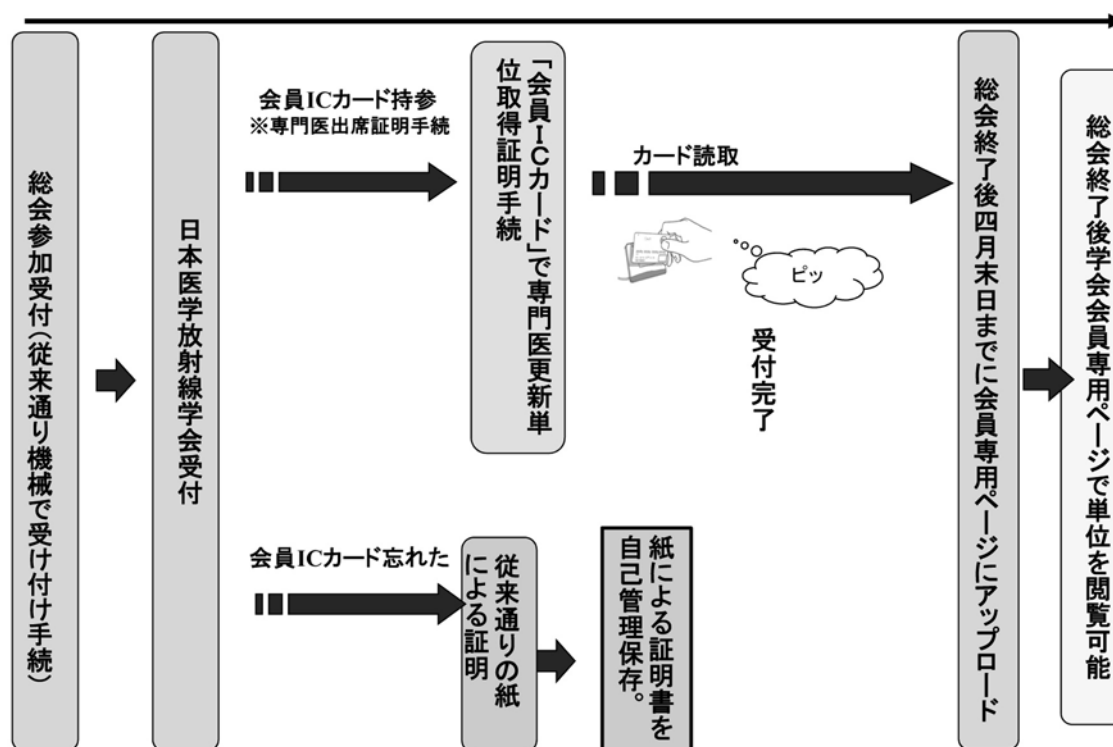 総会参加受付(従来通り機械で受け付け手続)
日本医学放射線学会受付
会員ICカード持参
※専門医出席証明手続
「会員ICカード」で専門医更新単
位取得証明手続
カード読取
ピッ
受付完了
会員ICカード忘れた
従来通りの紙
による証明
紙による証明書を
自己管理保存。
総会終了後四月末日までに会員専用ページにアップロード
総会終了後学会会員専用ページで単位を閲覧可能